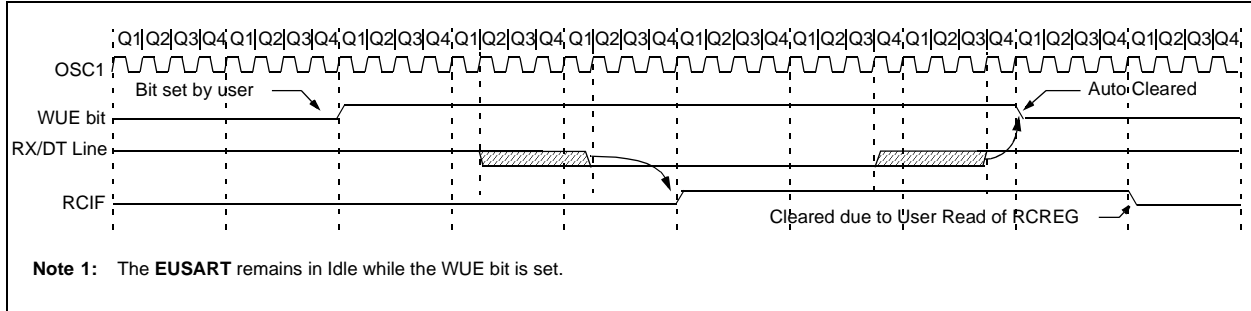 Q1 Q2 Q3 Q4 Q1 Q2 Q3 Q4 Q1 Q2 Q3 Q4 Q1 Q2 Q3 Q4 Q1 Q2 Q3 Q4 Q1 Q2 Q3 Q4 Q1 Q2 Q3 Q4 Q1 Q2 Q3 Q4 Q1 Q2 Q3 Q4 Q1 Q2 Q3 Q4
OSC1
Bit set by user
Auto Cleared
WUE bit
RX/DT Line
RCIF
Cleared due to User Read of RCREG
Note 1: The EUSART remains in Idle while the WUE bit is set.